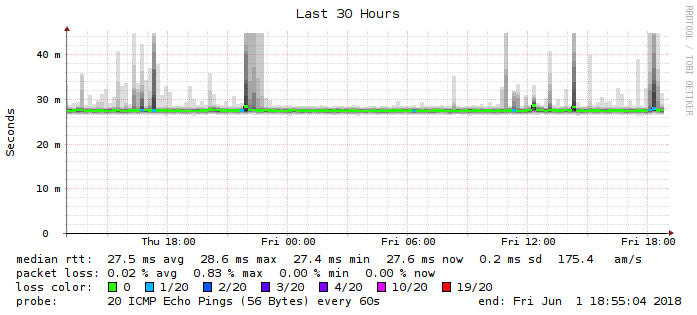 Last 30 Hours
RRDTOOL / TOBI OETIKER
Seconds
40 m
30 m
20 m
10 m
0
Thu 18:00 Fri 00:00 Fri 06:00 Fri 12:00 Fri 18:00
median rtt: 27.5 ms avg 28.6 ms max 27.4 ms min 27.6 ms now 0.2 ms sd 175.4 am/s
packet loss: 0.02 % avg 0.83 % max 0.00 % min 0.00 % now
loss color: 0 1/20 2/20 3/20 4/20 10/20 19/20
probe: 20 ICMP Echo Pings (56 Bytes) every 60s end: Fri Jun 1 18:55:04 2018